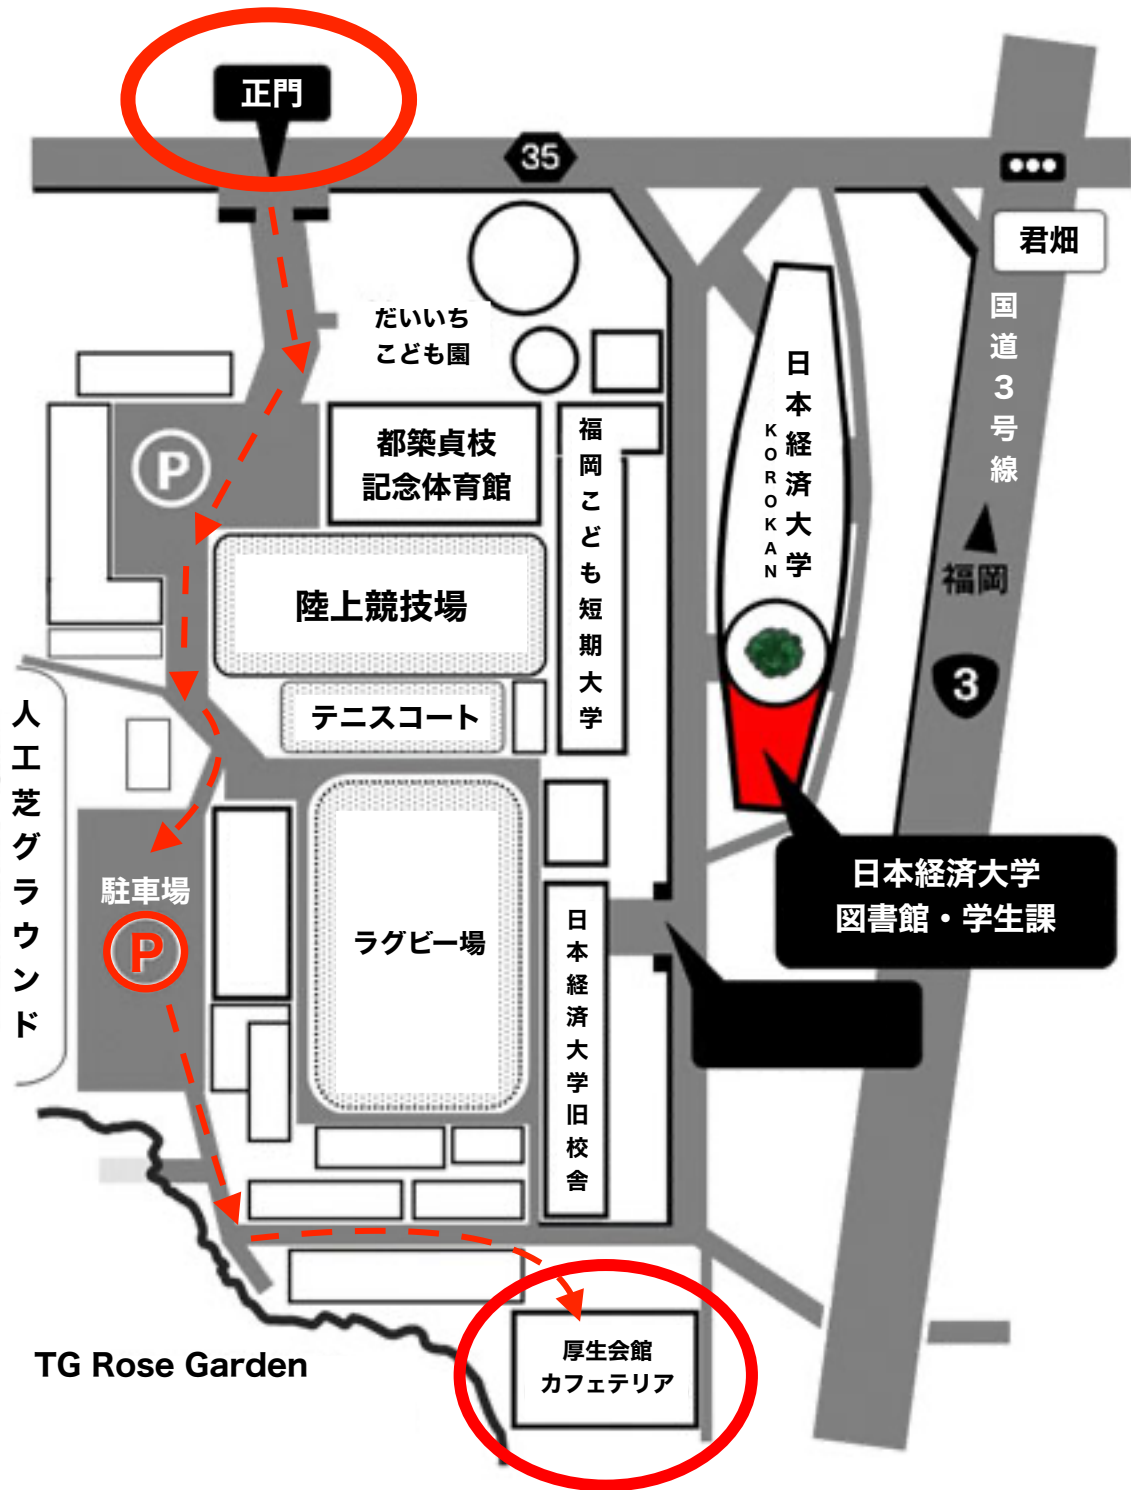 正門
35
君畑
国道3号線
だいいち
こども園
P
都築貞枝
記念体育館
福岡こども短期大学
日本経済大学
KOROKAN
陸上競技場
福岡
3
テニスコート
人工芝グラウンド
駐車場
P
ラグビー場
日本経済大学
図書館・学生課
日本経済大学旧校舎
TG Rose Garden
厚生会館
カフェテリア